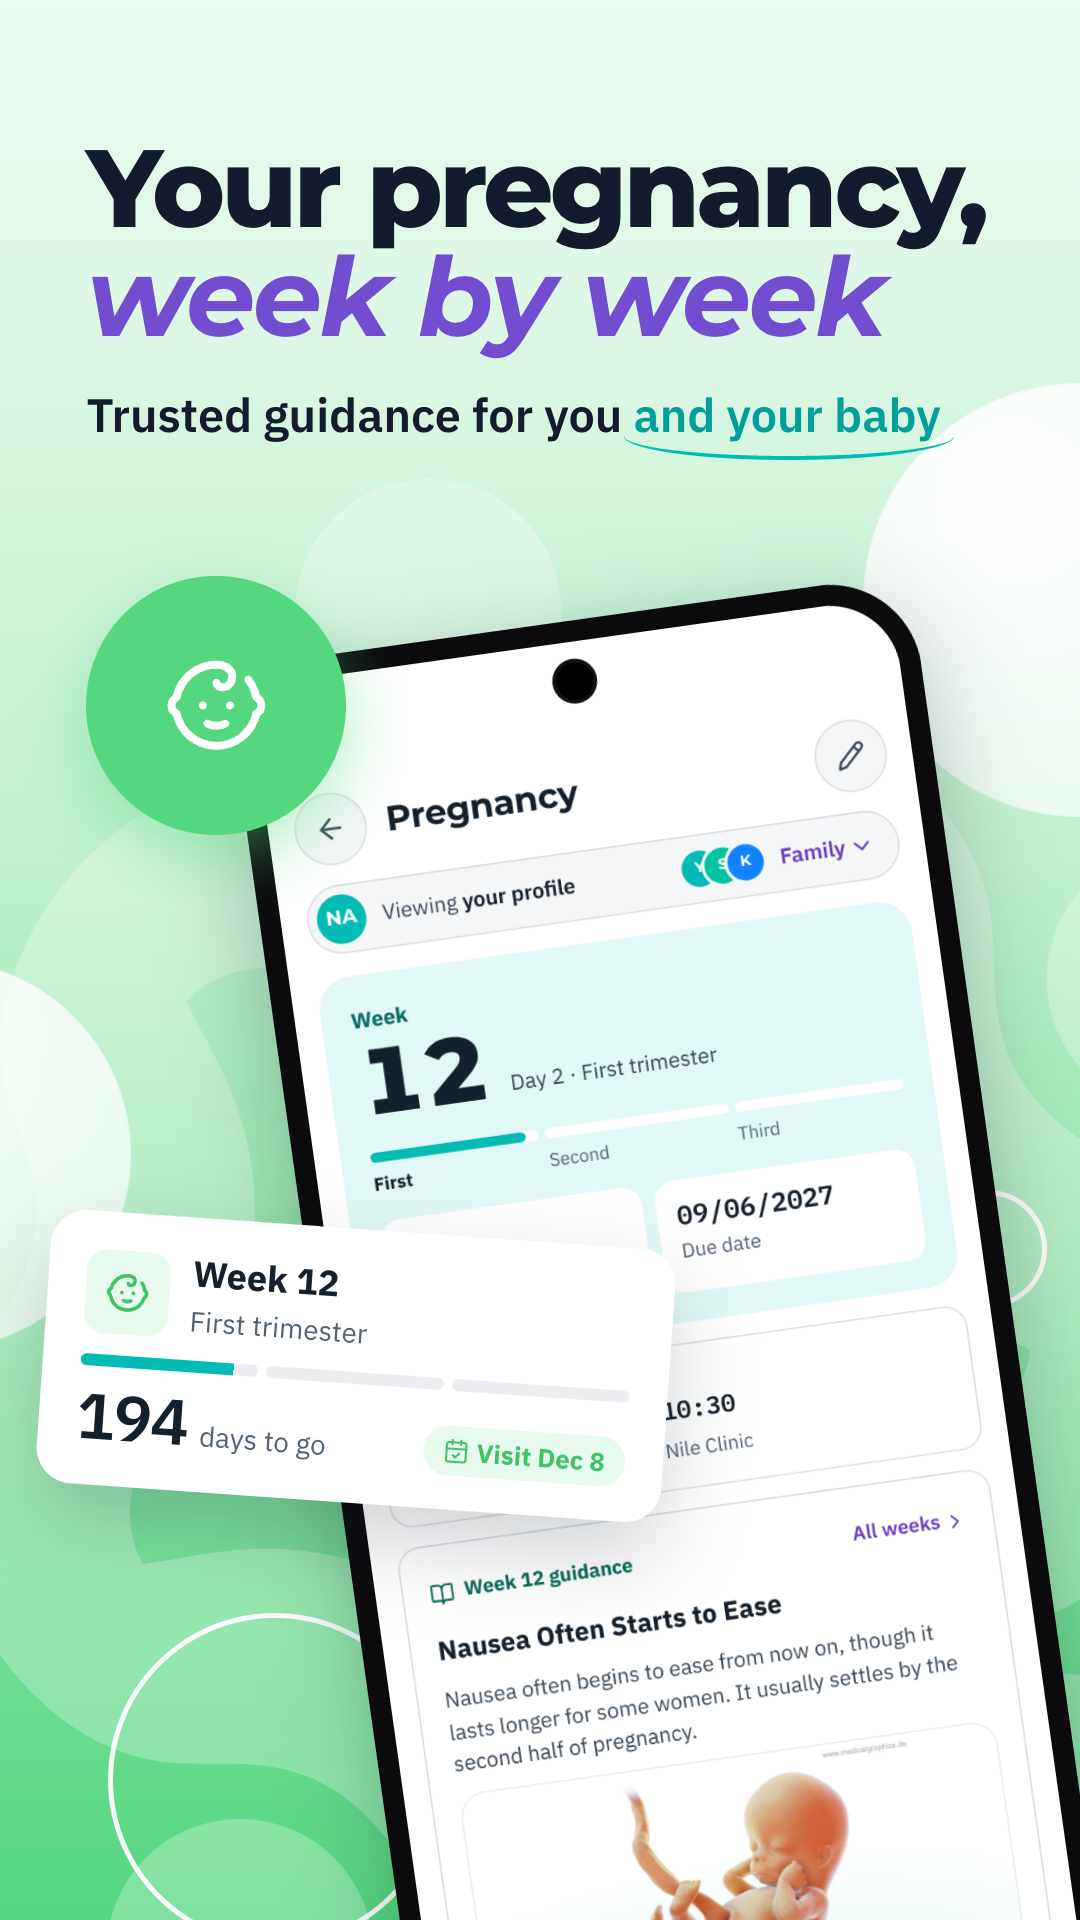 Your pregnancy,
week by week
Trusted guidance for you and your baby
Pregnancy
NA
Viewing your profile
Y
S
K
Family
Week
12
Day 2 · First trimester
First
Second
Third
09/06/2027
Due date
Week 12
First trimester
194 days to go
Visit Dec 8
10:30
Nile Clinic
All weeks
Week 12 guidance
Nausea Often Starts to Ease
Nausea often begins to ease from now on, though it
lasts longer for some women. It usually settles by the
second half of pregnancy.
www.medicalgraphics.de